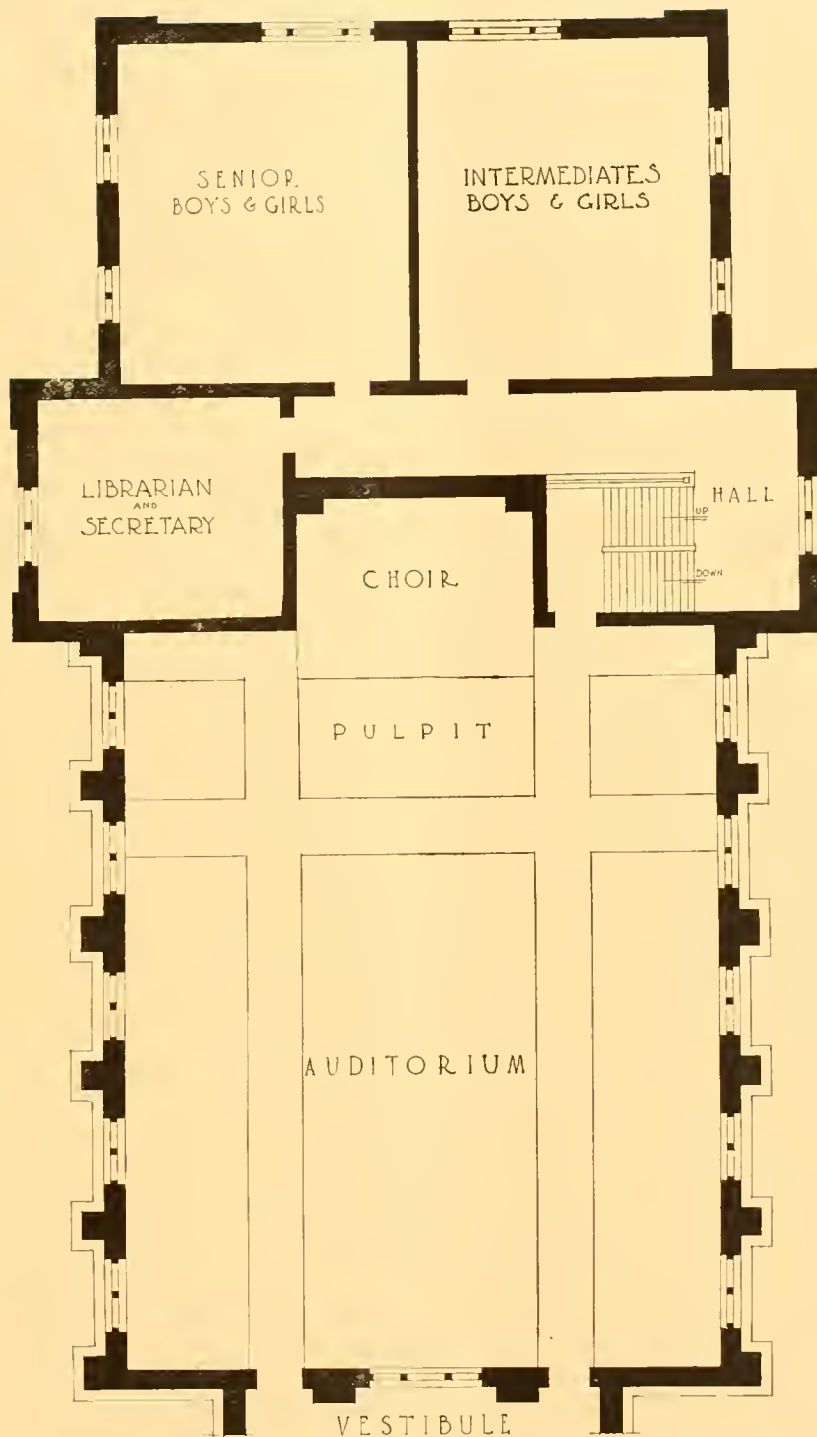 SENIOR
BOYS & GIRLS
INTERMEDIATES
BOYS & GIRLS
LIBRARIAN
AND
SECRETARY
HALL
UP
DOWN
CHOIR
PULPIT
AUDITORIUM
VESTIBULE